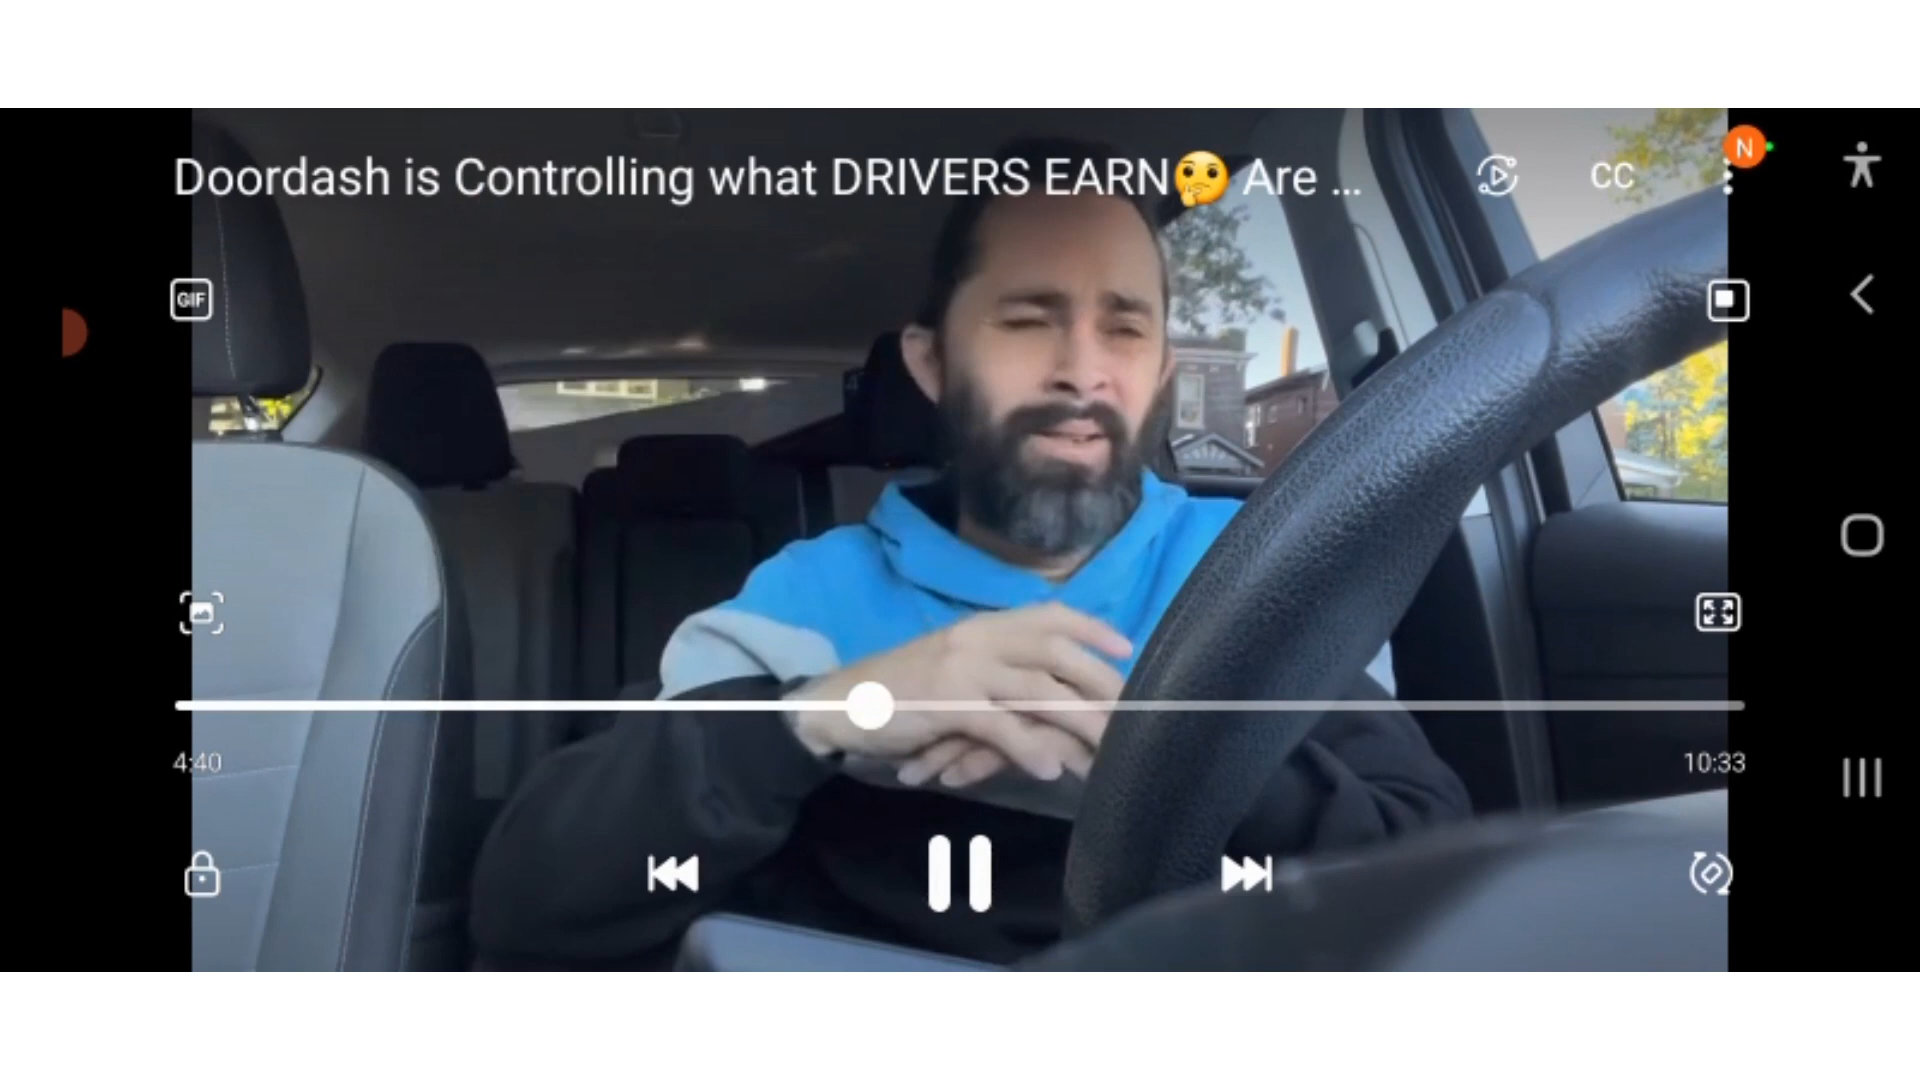 Doordash is Controlling what DRIVERS EARN🤔 Are ...
CC
N
GIF
4:40
10:33